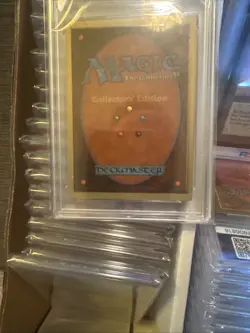 MAGIC
The Gathering
Collectors' Edition
DECKMASTER